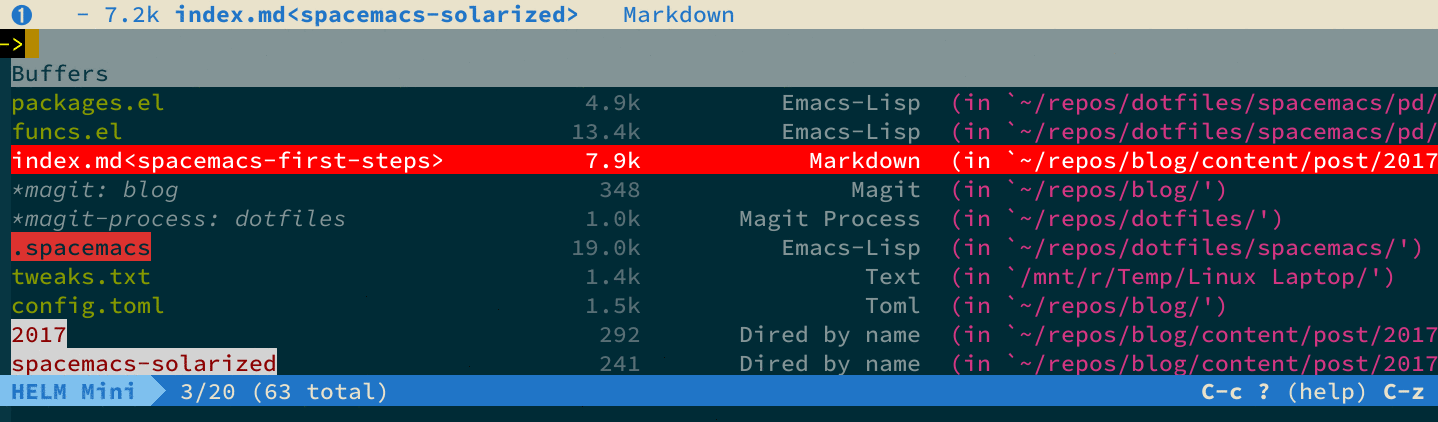 ❶ - 7.2k index.md<spacemacs-solarized> Markdown
->
Buffers
packages.el 4.9k Emacs-Lisp (in `~/repos/dotfiles/spacemacs/pd/
funcs.el 13.4k Emacs-Lisp (in `~/repos/dotfiles/spacemacs/pd/
index.md<spacemacs-first-steps> 7.9k Markdown (in `~/repos/blog/content/post/2017
*magit: blog 348 Magit (in `~/repos/blog/')
*magit-process: dotfiles 1.0k Magit Process (in `~/repos/dotfiles/')
.spacemacs 19.0k Emacs-Lisp (in `~/repos/dotfiles/spacemacs/')
tweaks.txt 1.4k Text (in `/mnt/r/Temp/Linux Laptop/')
config.toml 1.5k Toml (in `~/repos/blog/')
2017 292 Dired by name (in `~/repos/blog/content/post/2017
spacemacs-solarized 241 Dired by name (in `~/repos/blog/content/post/2017
HELM Mini 3/20 (63 total) C-c ? (help) C-z